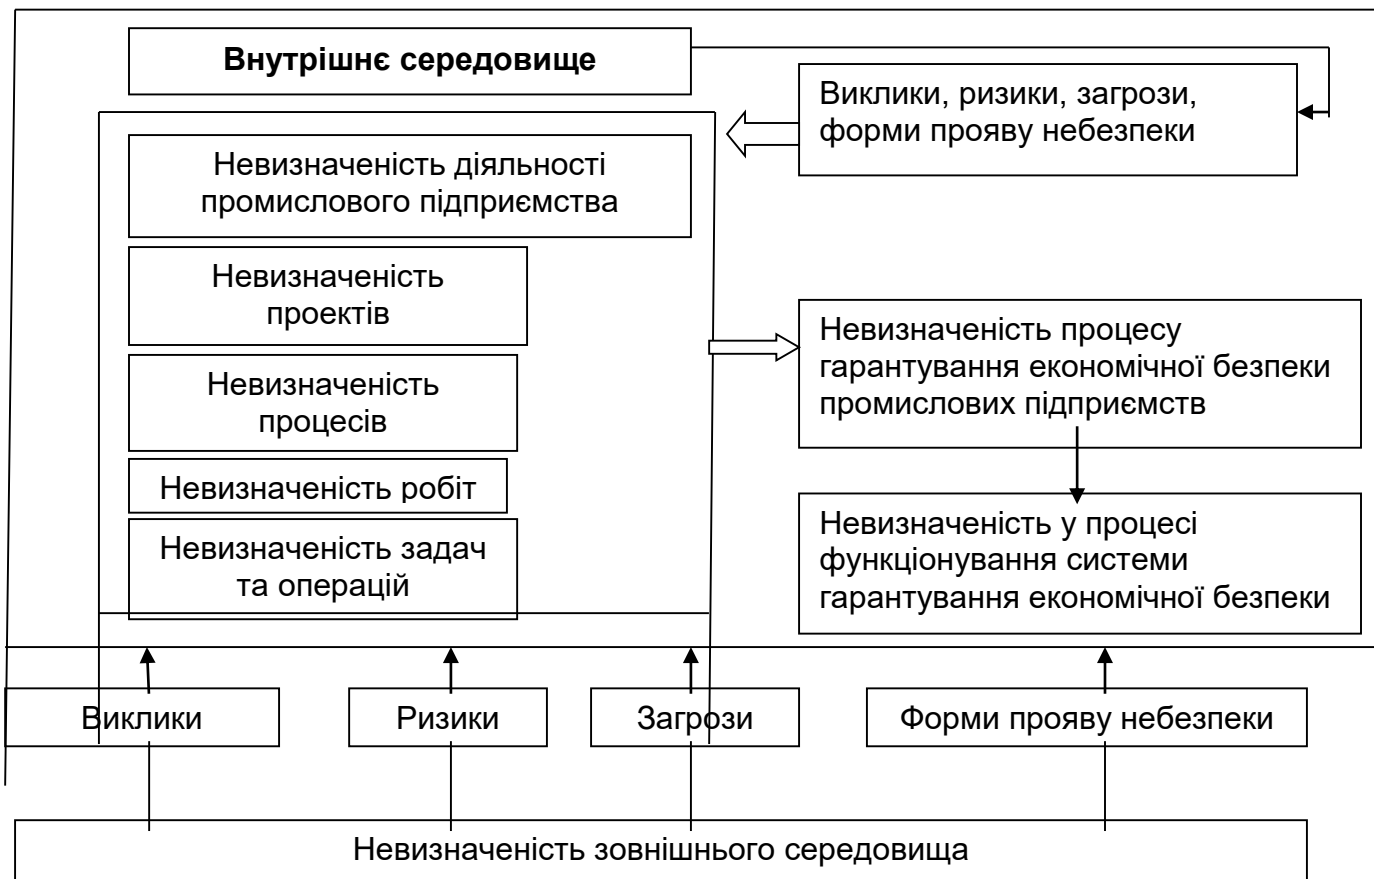 Внутрішнє середовище
Виклики, ризики, загрози,
форми прояву небезпеки
Невизначеність діяльності
промислового підприємства
Невизначеність
проектів
Невизначеність
процесів
Невизначеність робіт
Невизначеність задач
та операцій
Невизначеність процесу
гарантування економічної безпеки
промислових підприємств
Невизначеність у процесі
функціонування системи
гарантування економічної безпеки
Виклики
Ризики
Загрози
Форми прояву небезпеки
Невизначеність зовнішнього середовища